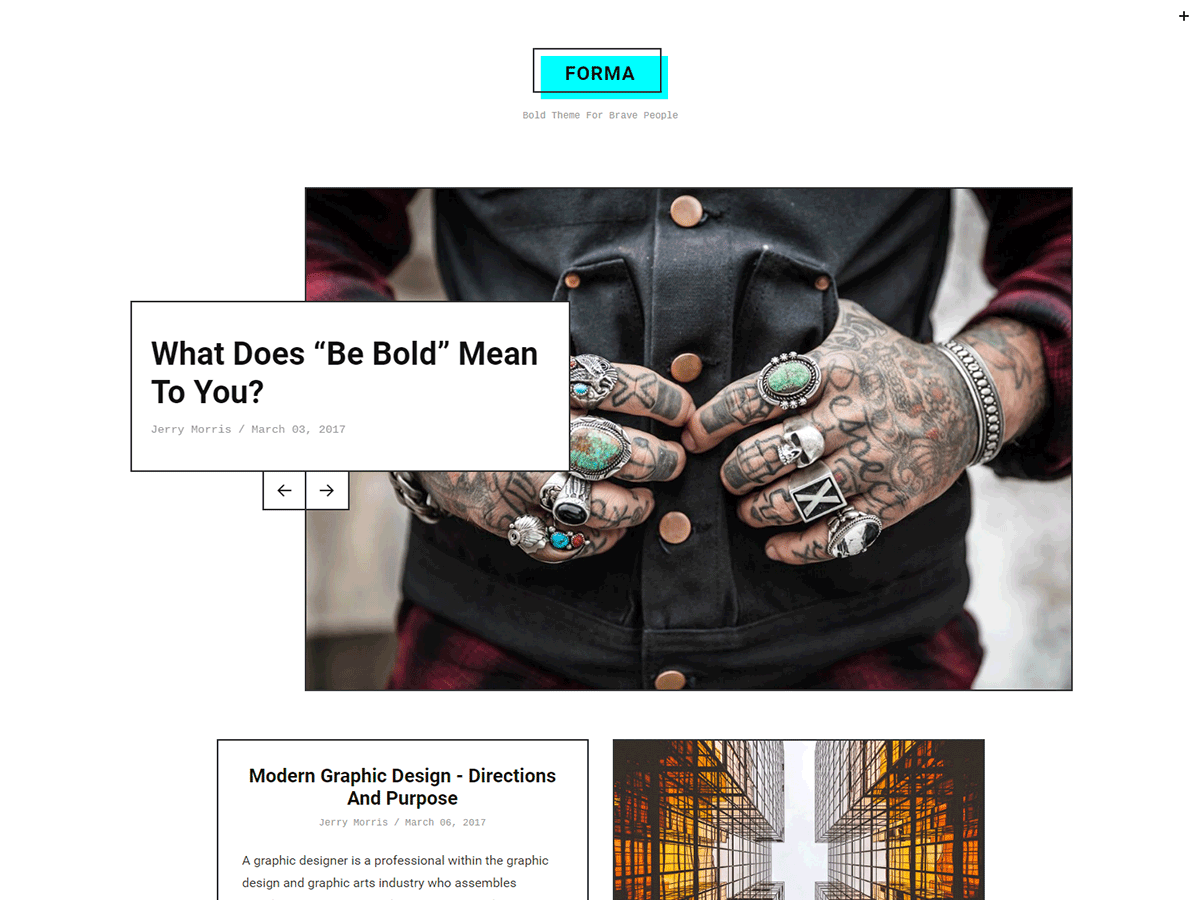 +
FORMA
Bold Theme For Brave People
What Does “Be Bold” Mean
To You?
Jerry Morris / March 03, 2017
← →
X
Modern Graphic Design - Directions
And Purpose
Jerry Morris / March 06, 2017
A graphic designer is a professional within the graphic
design and graphic arts industry who assembles